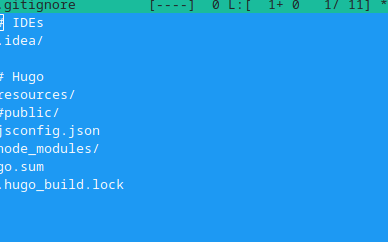 .gitignore [----] 0 L:[ 1+ 0 1/ 11] *
# IDEs
.idea/

# Hugo
resources/
#public/
jsconfig.json
node_modules/
go.sum
.hugo_build.lock